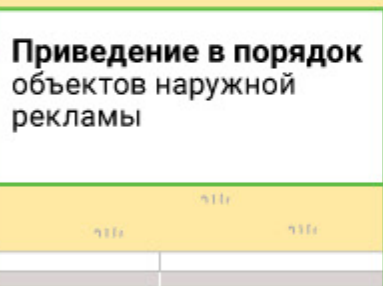 Приведение в порядок
объектов наружной
рекламы